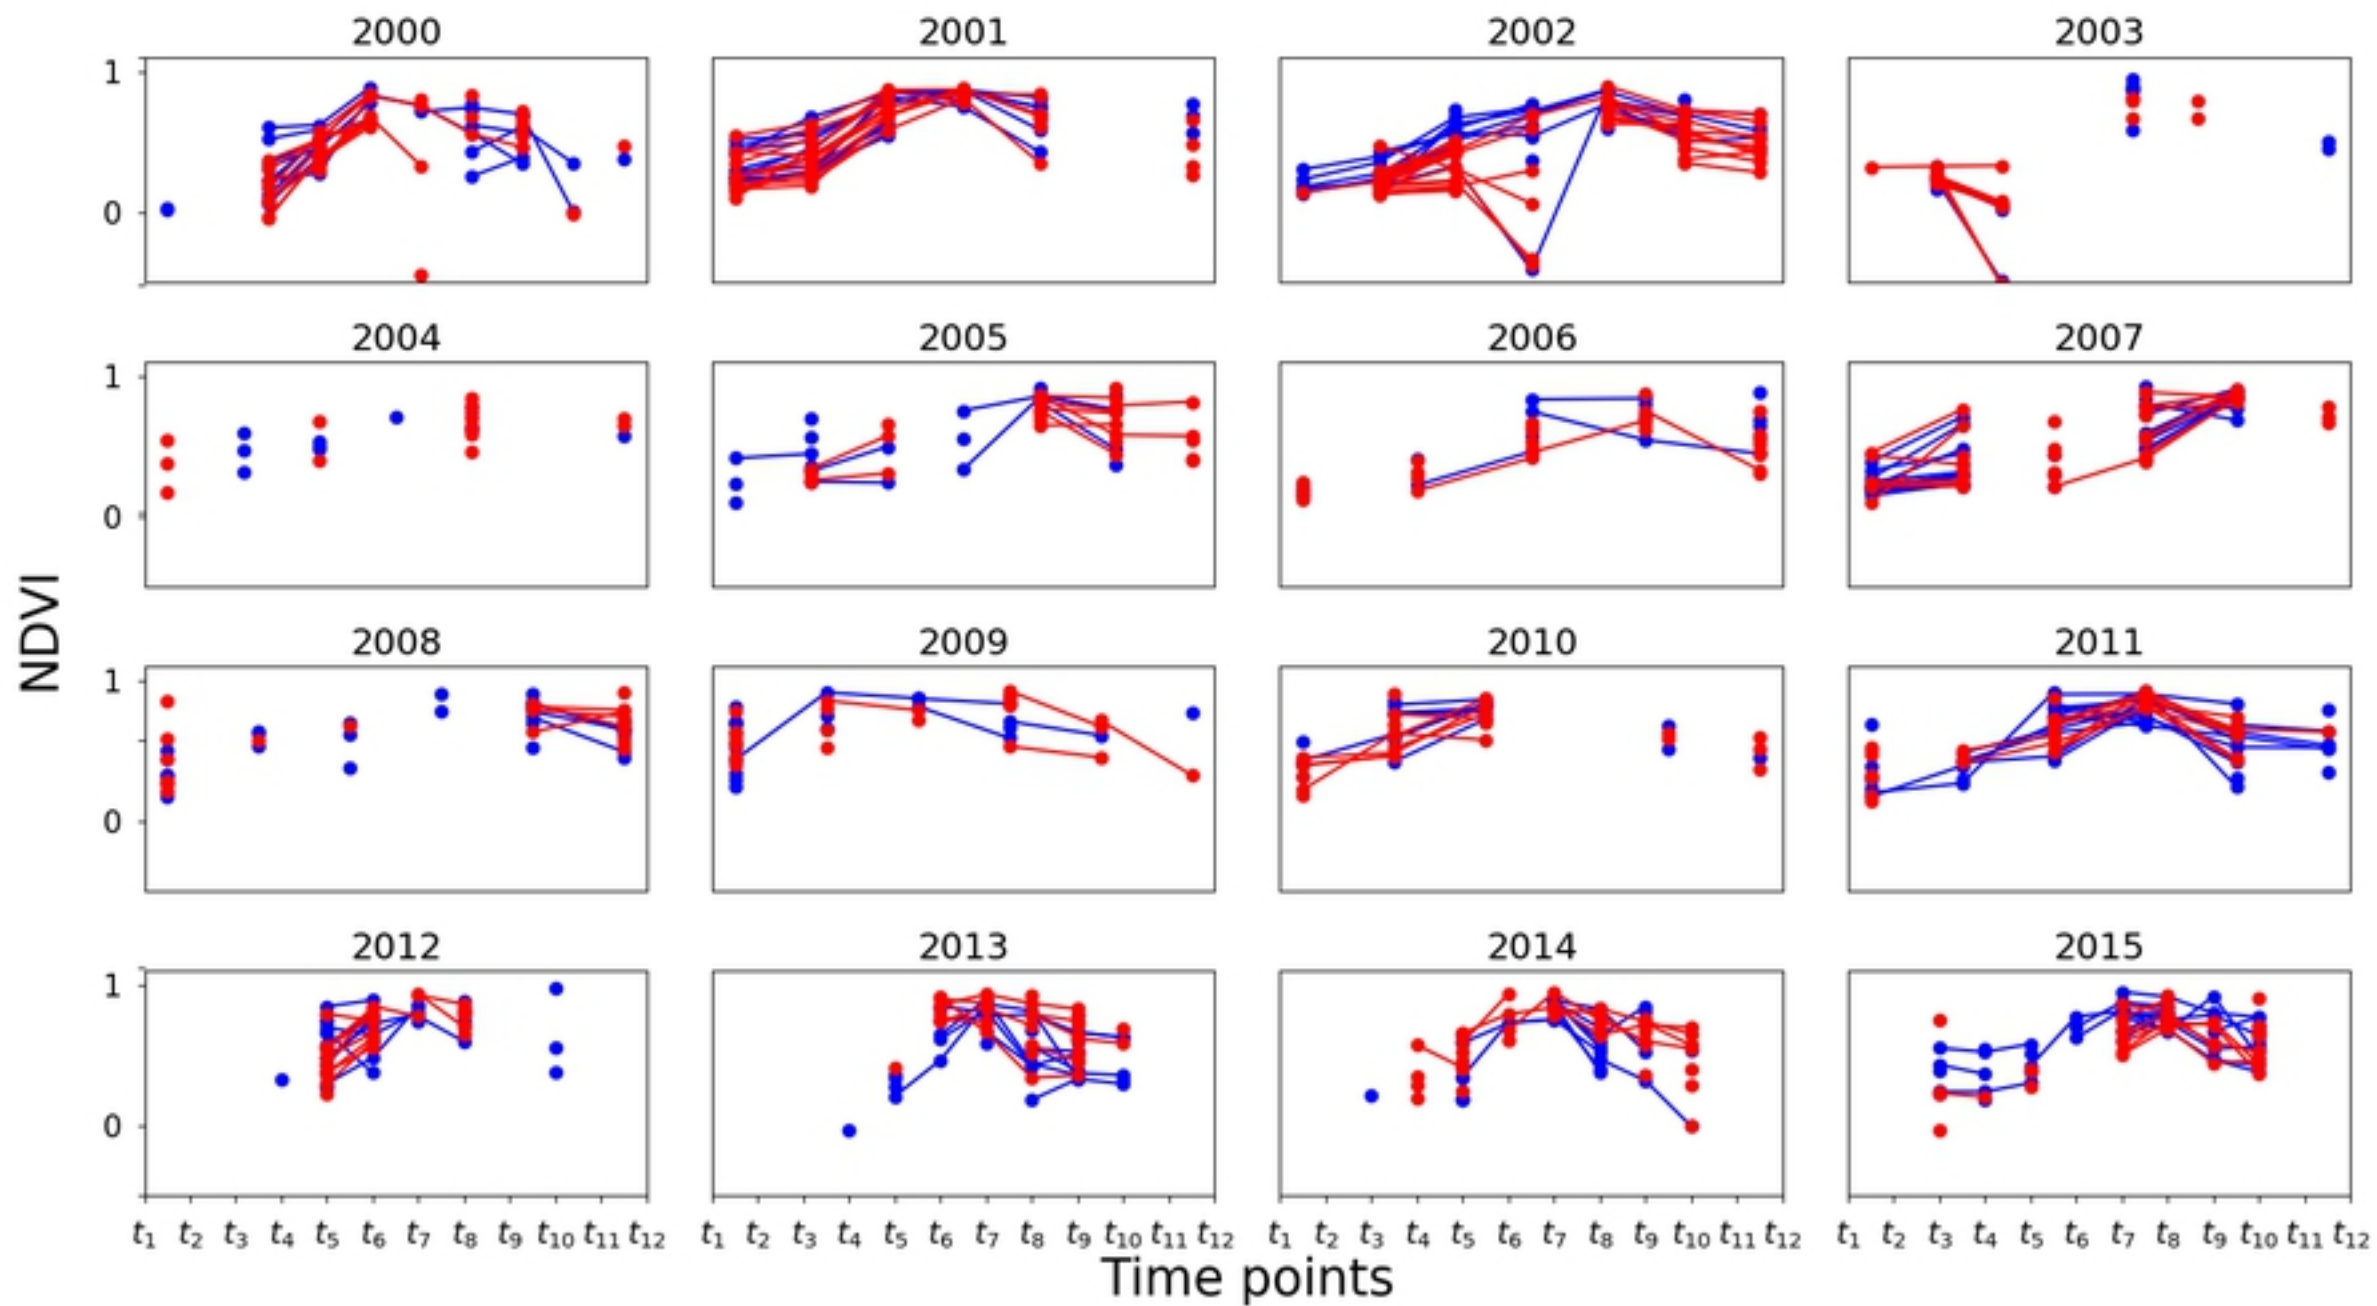 2000 2001 2002 2003
1
0
2004 2005 2006 2007
1
0
NDVI
2008 2009 2010 2011
1
0
2012 2013 2014 2015
1
0
t₁ t₂ t₃ t₄ t₅ t₆ t₇ t₈ t₉ t₁₀ t₁₁ t₁₂ t₁ t₂ t₃ t₄ t₅ t₆ t₇ t₈ t₉ t₁₀ t₁₁ t₁₂ t₁ t₂ t₃ t₄ t₅ t₆ t₇ t₈ t₉ t₁₀ t₁₁ t₁₂ t₁ t₂ t₃ t₄ t₅ t₆ t₇ t₈ t₉ t₁₀ t₁₁ t₁₂
Time points